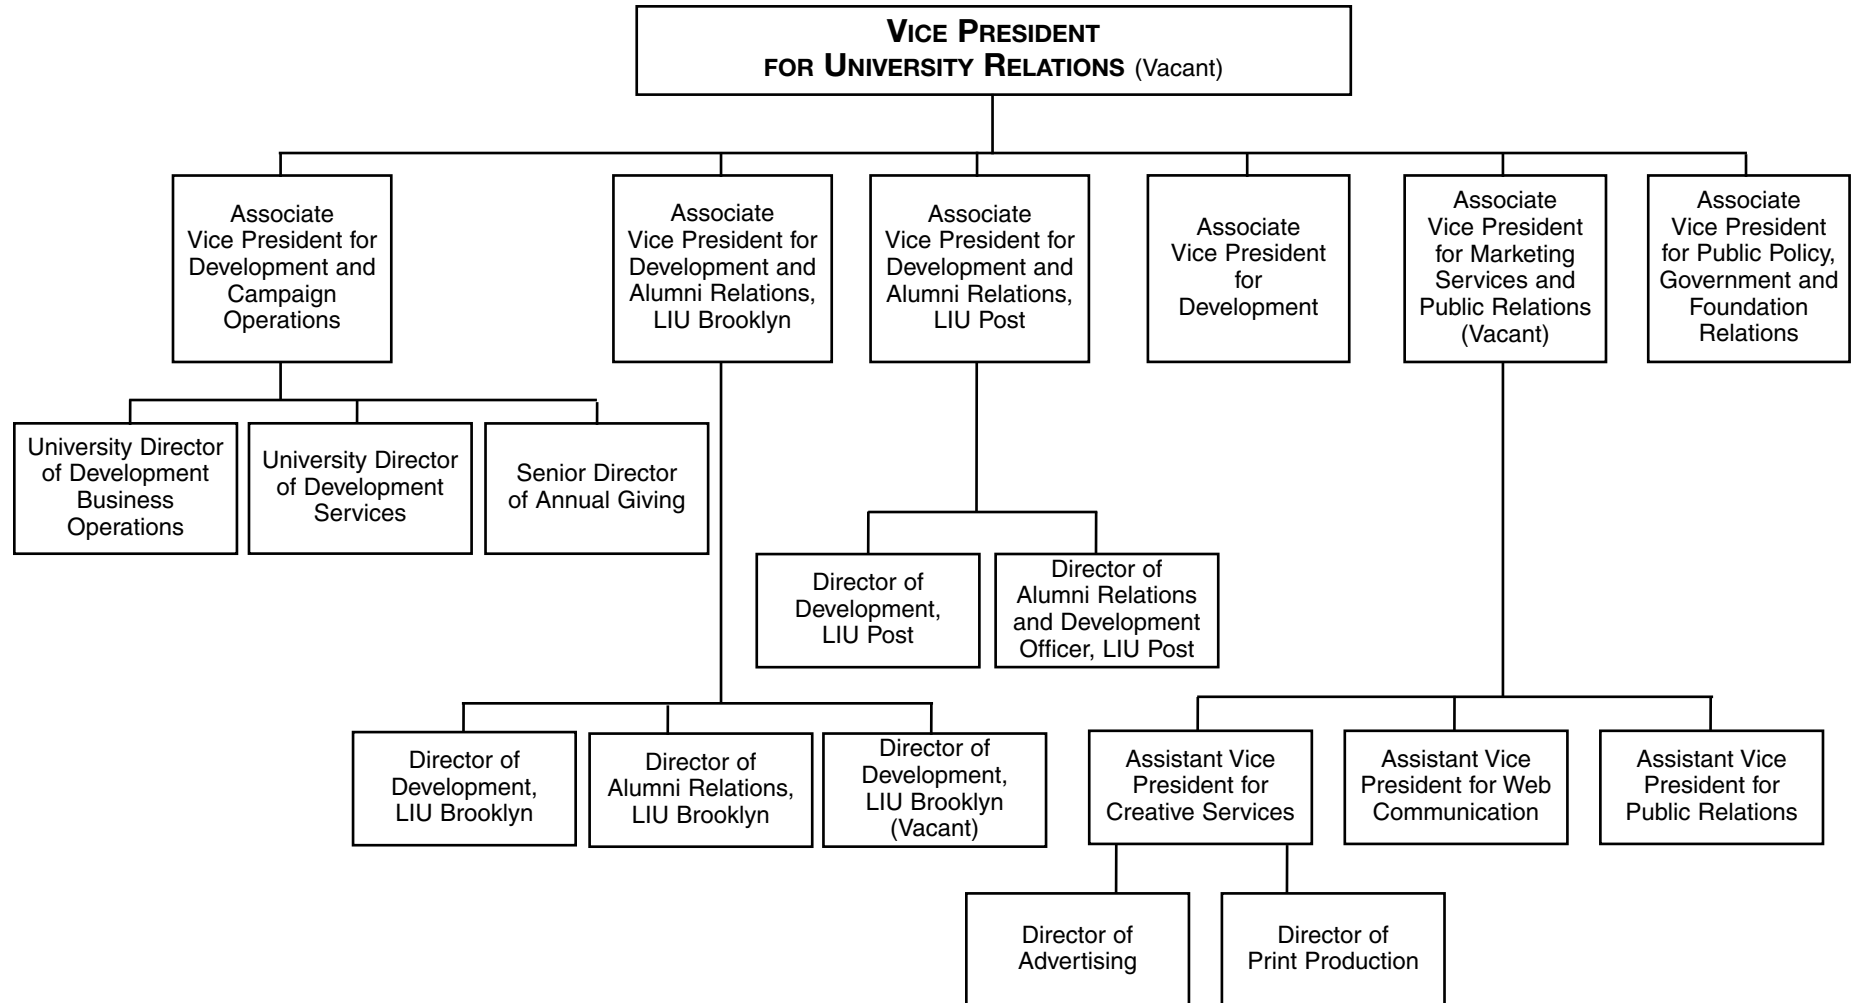 VICE PRESIDENT
FOR UNIVERSITY RELATIONS (Vacant)
Associate
Vice President for
Development and
Campaign
Operations
Associate
Vice President for
Development and
Alumni Relations,
LIU Brooklyn
Associate
Vice President for
Development and
Alumni Relations,
LIU Post
Associate
Vice President
for
Development
Associate
Vice President
for Marketing
Services and
Public Relations
(Vacant)
Associate
Vice President
for Public Policy,
Government and
Foundation
Relations
University Director
of Development
Business
Operations
University Director
of Development
Services
Senior Director
of Annual Giving
Director of
Development,
LIU Post
Director of
Alumni Relations
and Development
Officer, LIU Post
Director of
Development,
LIU Brooklyn
Director of
Alumni Relations,
LIU Brooklyn
Director of
Development,
LIU Brooklyn
(Vacant)
Assistant Vice
President for
Creative Services
Assistant Vice
President for Web
Communication
Assistant Vice
President for
Public Relations
Director of
Advertising
Director of
Print Production